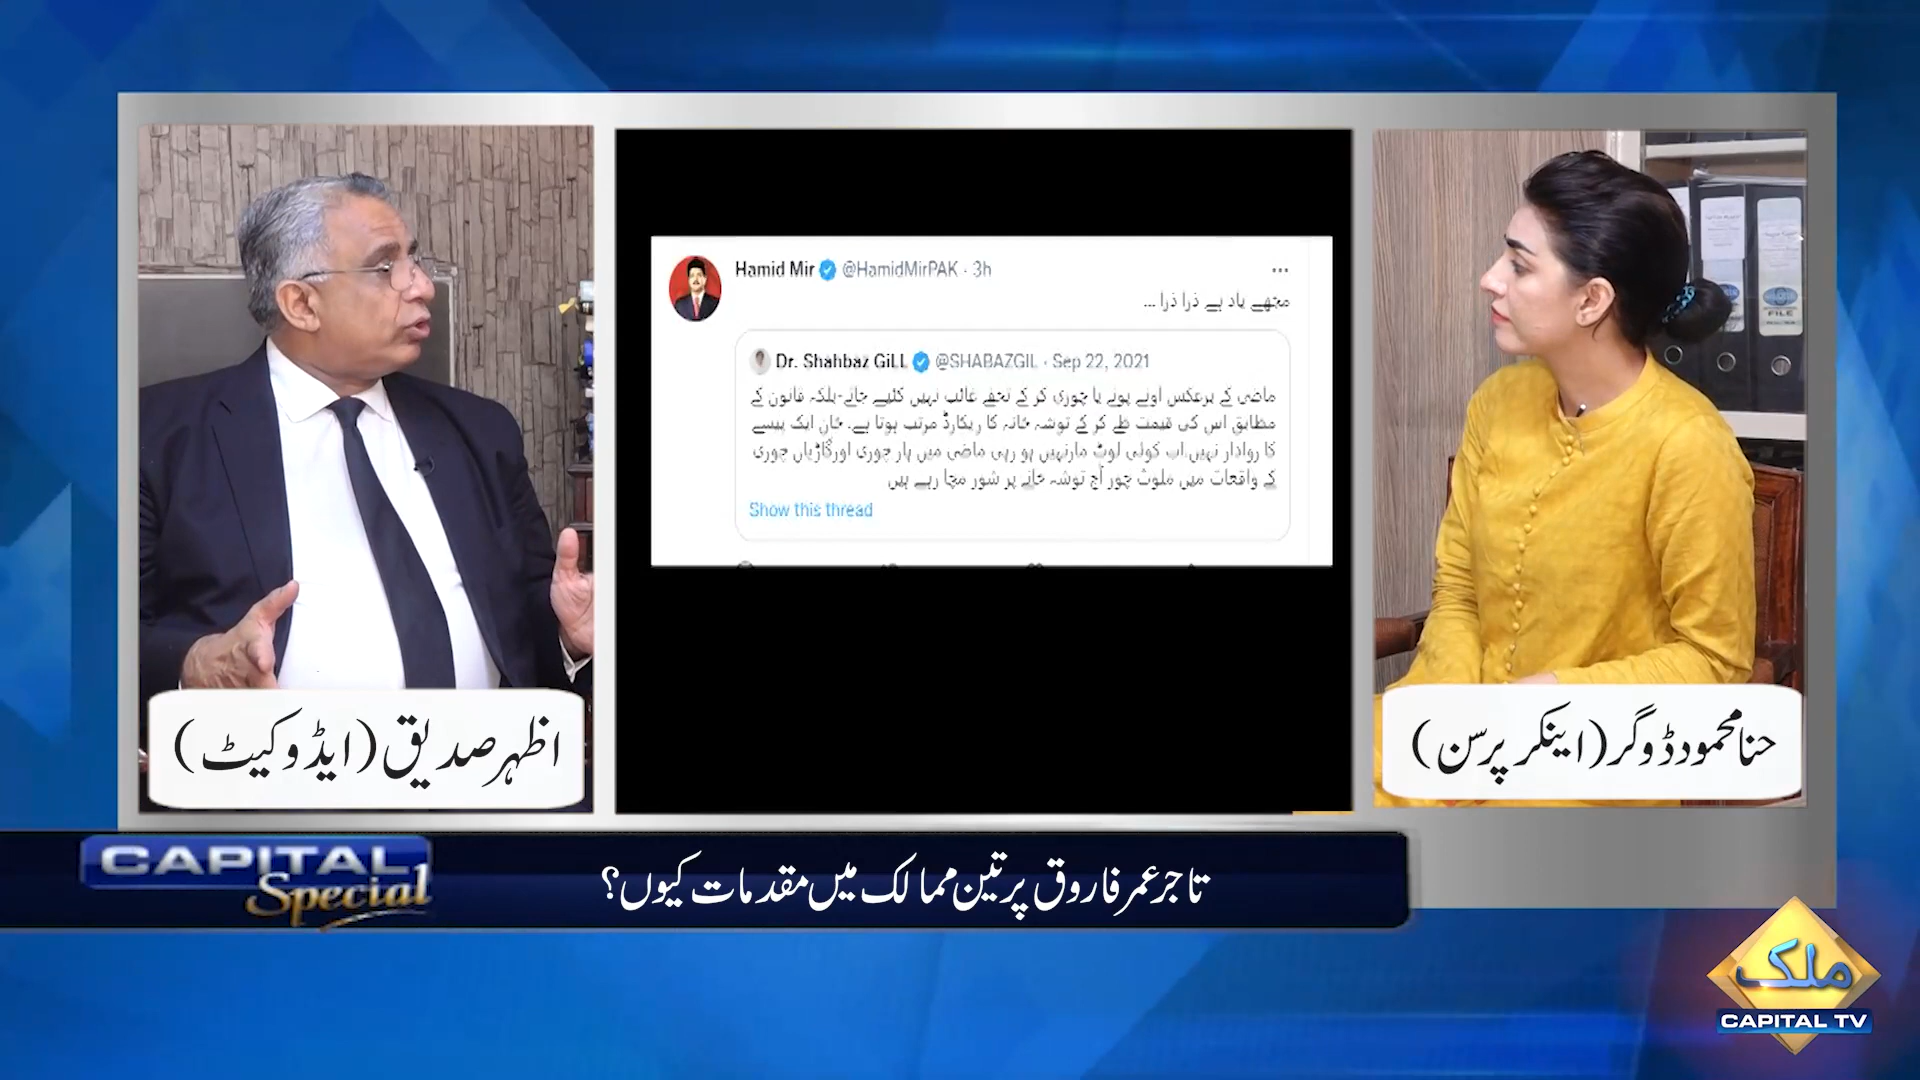 Hamid Mir @HamidMirPAK · 3h
مجھے یاد ہے ذرا ذرا ...
Dr. Shahbaz GiLL @SHABAZGIL · Sep 22, 2021
ماضی کے برعکس اونے پونے یا چوری کر کے تحفے غائب نہیں کئیے جاتے-بلکہ قانون کے
مطابق اس کی قیمت طے کر کے توشہ خانہ کا ریکارڈ مرتب ہوتا ہے۔ خان ایک پیسے
کا روادار نہیں.اب کوئی لوٹ مارنہیں ہو رہی ماضی میں ہار چوری اورگاڑیاں چوری
کے واقعات میں ملوث چور آج توشہ خانے پر شور مچا رہے ہیں
Show this thread
اظہر صدیق (ایڈوکیٹ)
حنا محمود ڈوگر (اینکر پرسن)
CAPITAL
Special
تاجر عمر فاروق پر تین ممالک میں مقدمات کیوں؟
ملک
CAPITAL TV
FILE